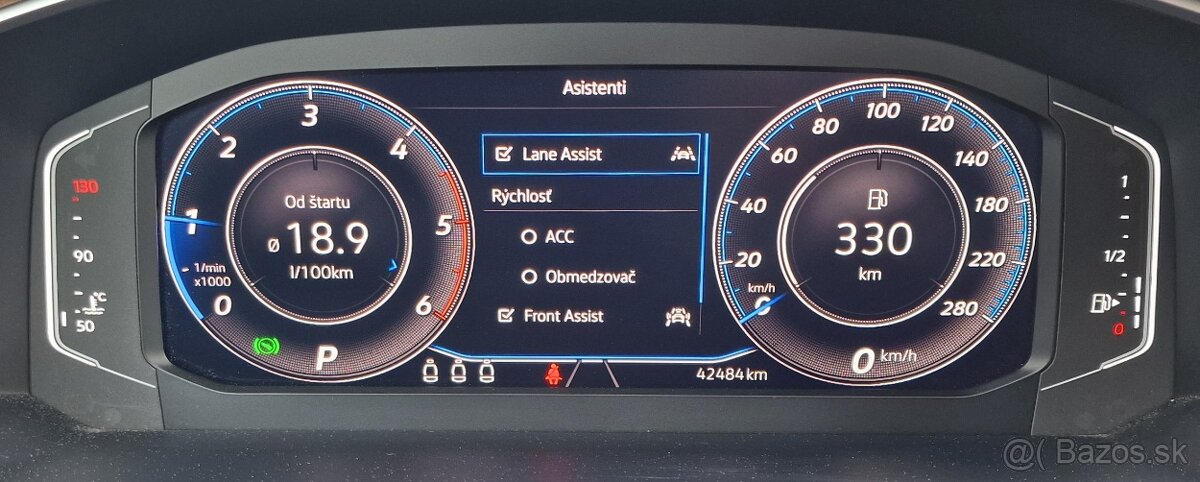 Asistenti
Lane Assist
Rýchlosť
ACC
Obmedzovač
Front Assist
0 1 2 3 4 5 6
1/min
x1000
Od štartu
ø 18.9
l/100km
P
0 20 40 60 80 100 120 140 180 220 280
km/h
330
km
0 km/h
42484 km
130
90
°C
50
1
1/2
0
@( Bazos.sk